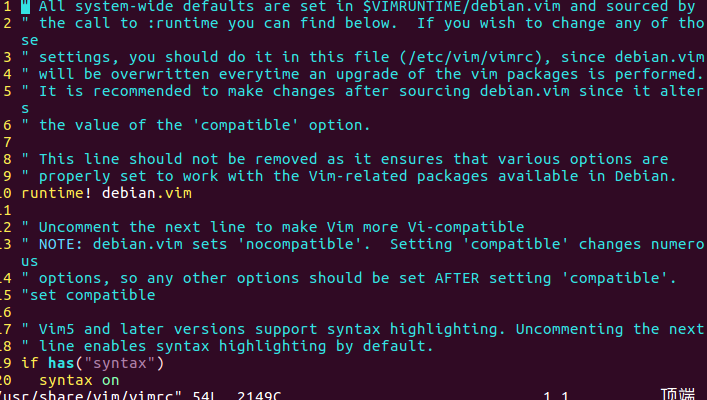 1 " All system-wide defaults are set in $VIMRUNTIME/debian.vim and sourced by
2 " the call to :runtime you can find below.  If you wish to change any of tho
se
3 " settings, you should do it in this file (/etc/vim/vimrc), since debian.vim
4 " will be overwritten everytime an upgrade of the vim packages is performed.
5 " It is recommended to make changes after sourcing debian.vim since it alter
s
6 " the value of the 'compatible' option.
7
8 " This line should not be removed as it ensures that various options are
9 " properly set to work with the Vim-related packages available in Debian.
10 runtime! debian.vim
11
12 " Uncomment the next line to make Vim more Vi-compatible
13 " NOTE: debian.vim sets 'nocompatible'.  Setting 'compatible' changes numero
us
14 " options, so any other options should be set AFTER setting 'compatible'.
15 "set compatible
16
17 " Vim5 and later versions support syntax highlighting. Uncommenting the next
18 " line enables syntax highlighting by default.
19 if has("syntax")
20   syntax on
/usr/share/vim/vimrc" 54L, 2149C 1,1 顶端